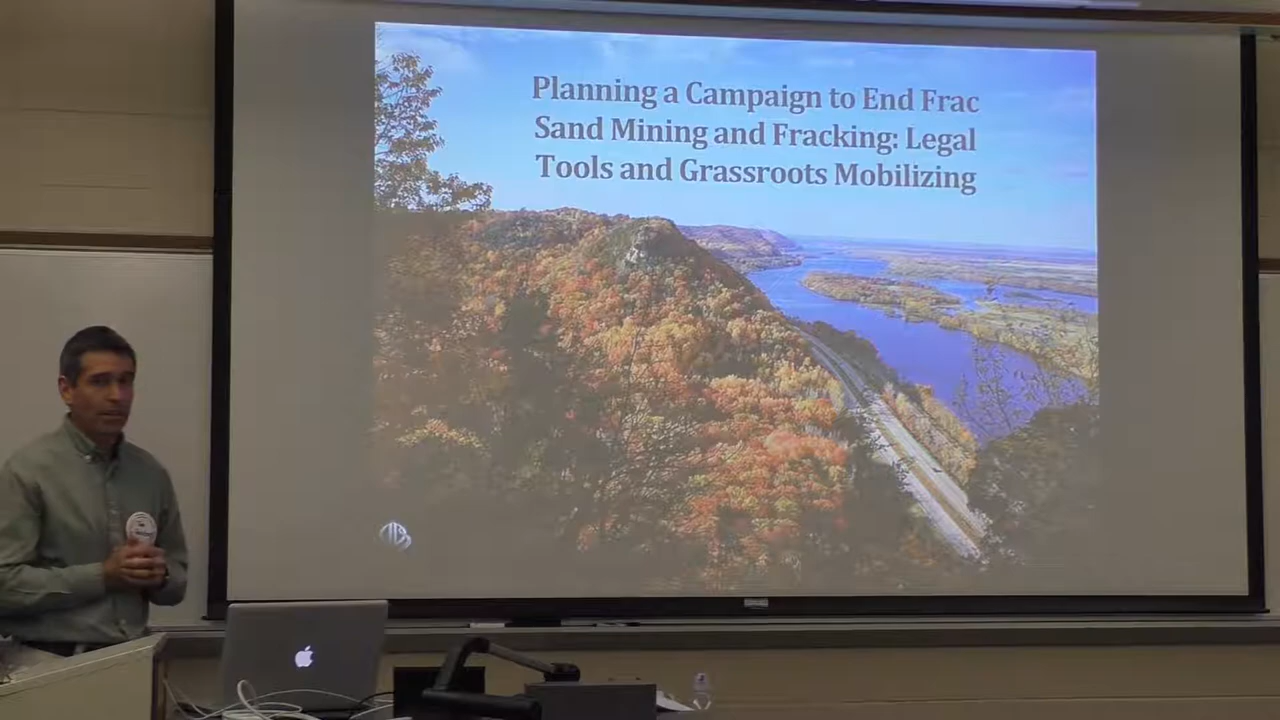 Planning a Campaign to End Frac
Sand Mining and Fracking: Legal
Tools and Grassroots Mobilizing